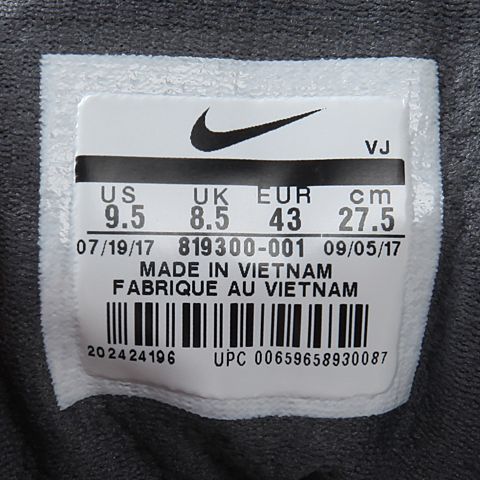 VJ
US UK EUR cm
9.5 8.5 43 27.5
07/19/17 819300-001 09/05/17
MADE IN VIETNAM
FABRIQUE AU VIETNAM
202424196 UPC 00659658930087